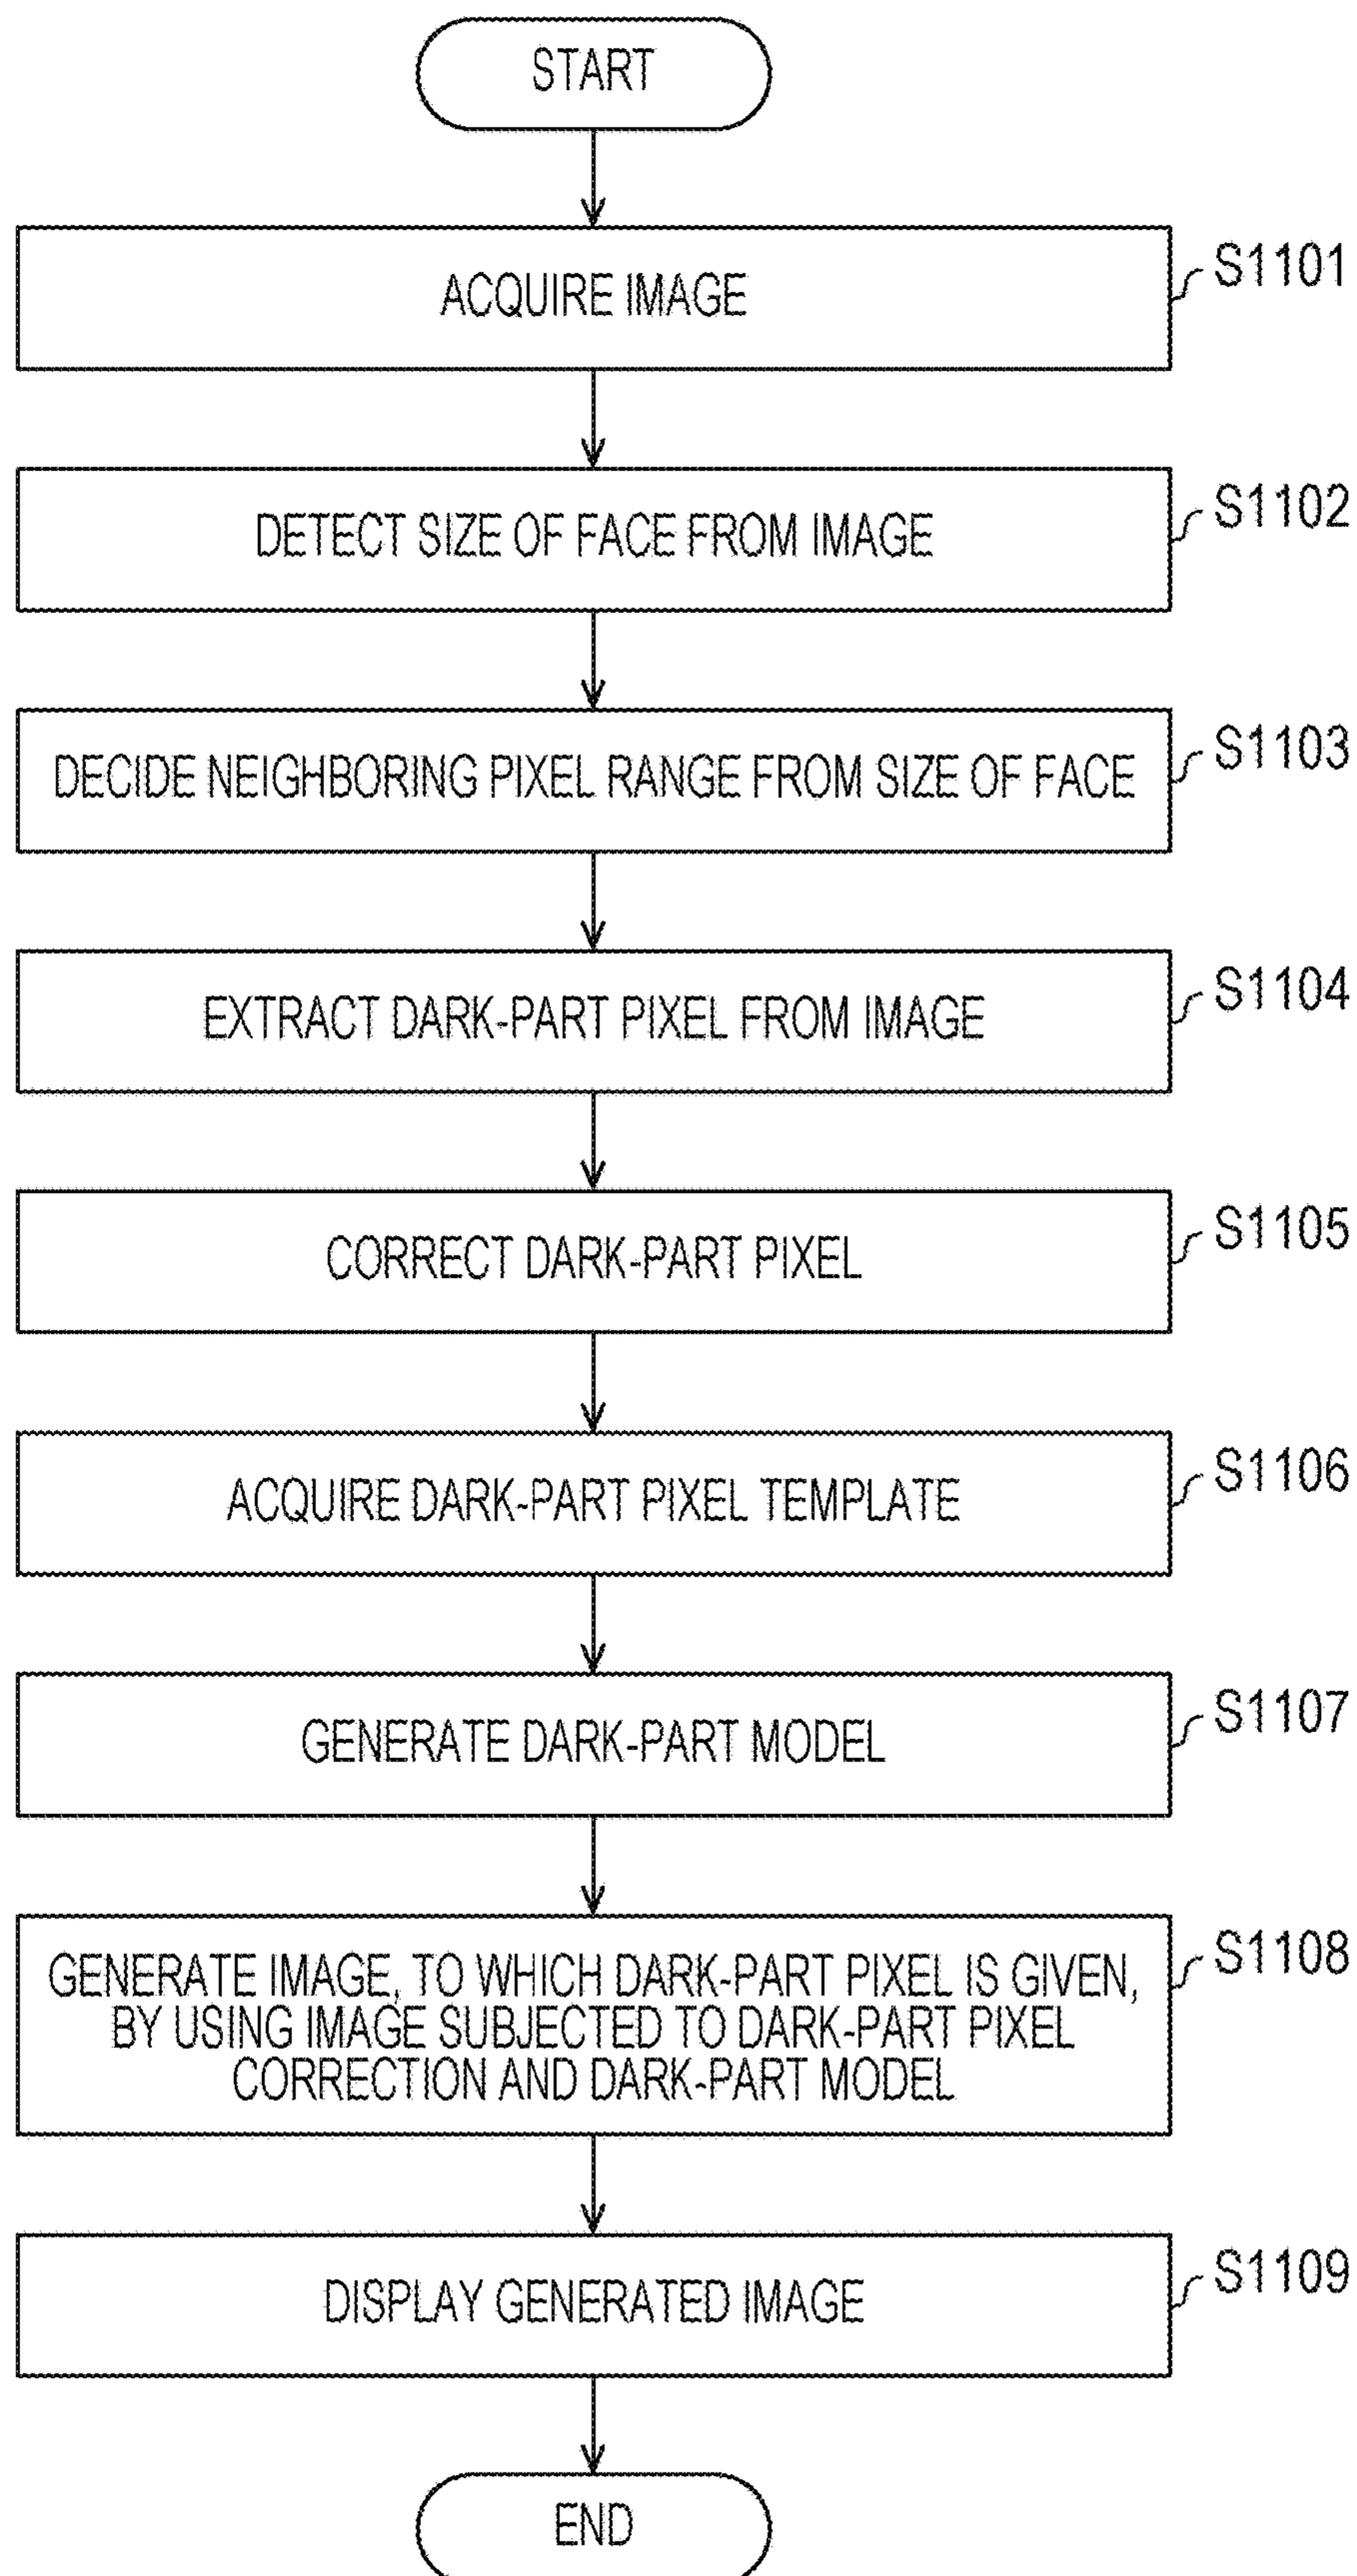 START
ACQUIRE IMAGE
S1101
DETECT SIZE OF FACE FROM IMAGE
S1102
DECIDE NEIGHBORING PIXEL RANGE FROM SIZE OF FACE
S1103
EXTRACT DARK-PART PIXEL FROM IMAGE
S1104
CORRECT DARK-PART PIXEL
S1105
ACQUIRE DARK-PART PIXEL TEMPLATE
S1106
GENERATE DARK-PART MODEL
S1107
GENERATE IMAGE, TO WHICH DARK-PART PIXEL IS GIVEN,
BY USING IMAGE SUBJECTED TO DARK-PART PIXEL
CORRECTION AND DARK-PART MODEL
S1108
DISPLAY GENERATED IMAGE
S1109
END